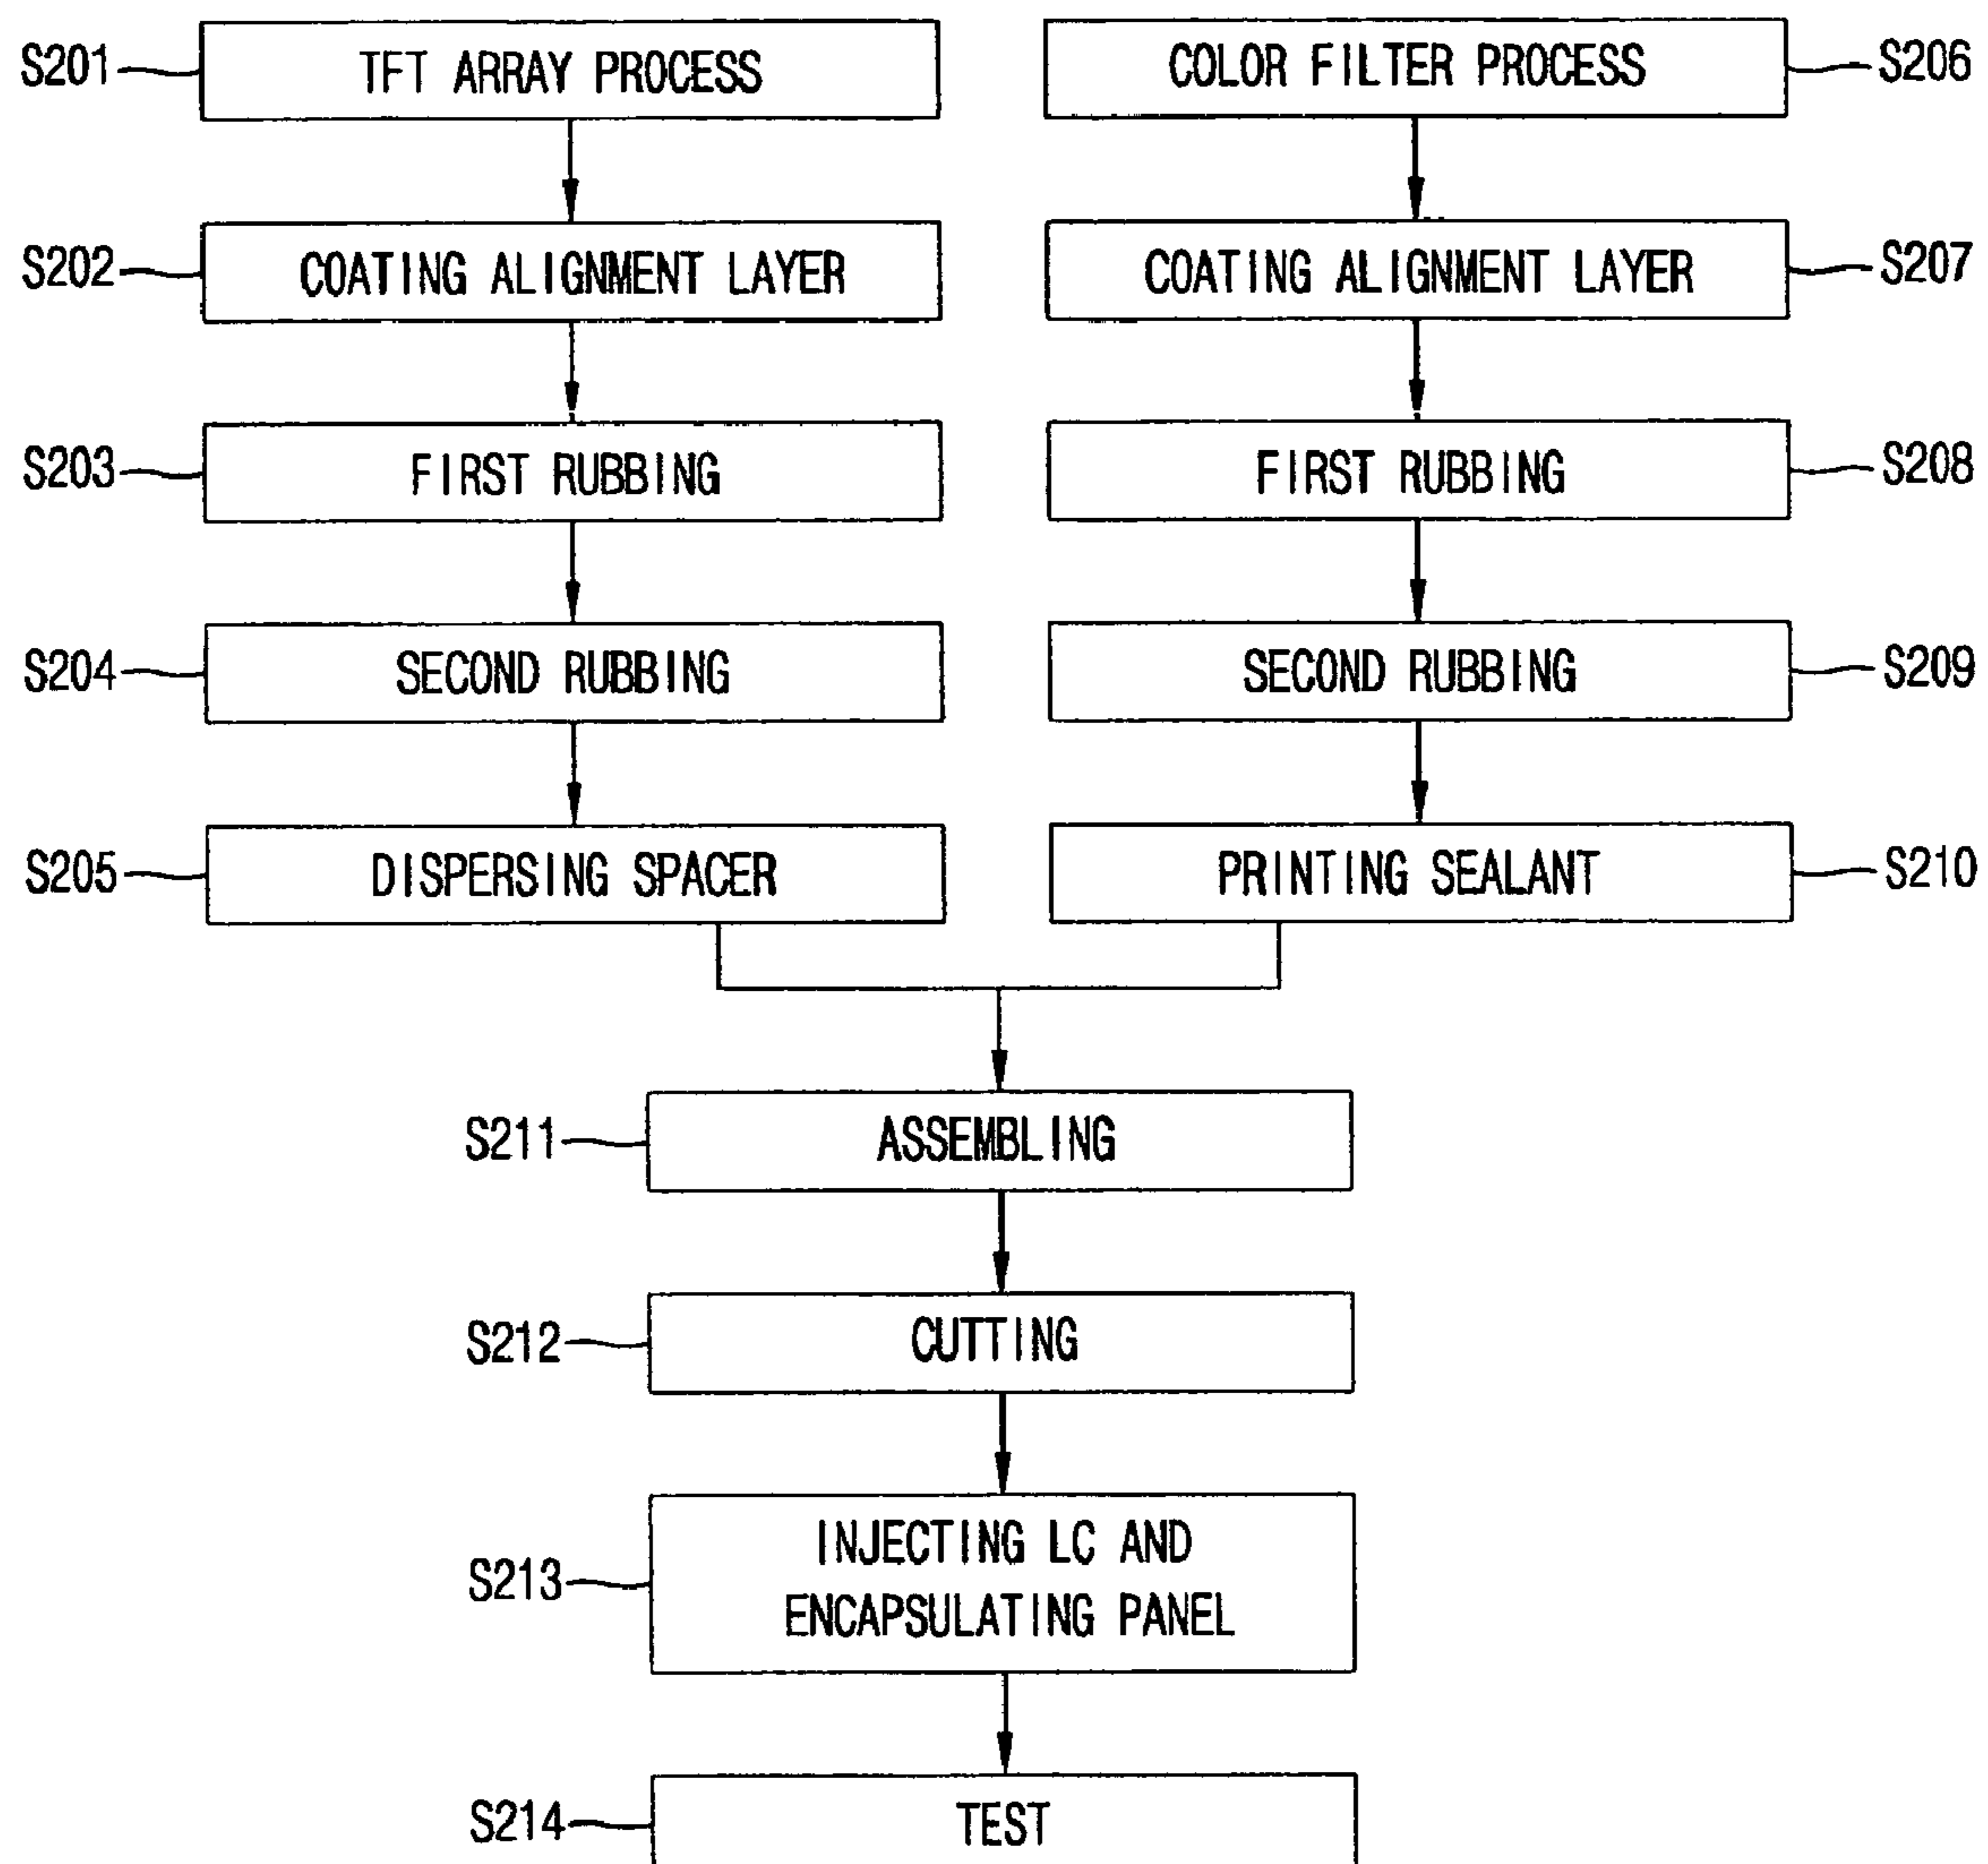 S201 TFT ARRAY PROCESS COLOR FILTER PROCESS S206
S202 COATING ALIGNMENT LAYER COATING ALIGNMENT LAYER S207
S203 FIRST RUBBING FIRST RUBBING S208
S204 SECOND RUBBING SECOND RUBBING S209
S205 DISPERSING SPACER PRINTING SEALANT S210
S211 ASSEMBLING
S212 CUTTING
S213 INJECTING LC AND
ENCAPSULATING PANEL
S214 TEST